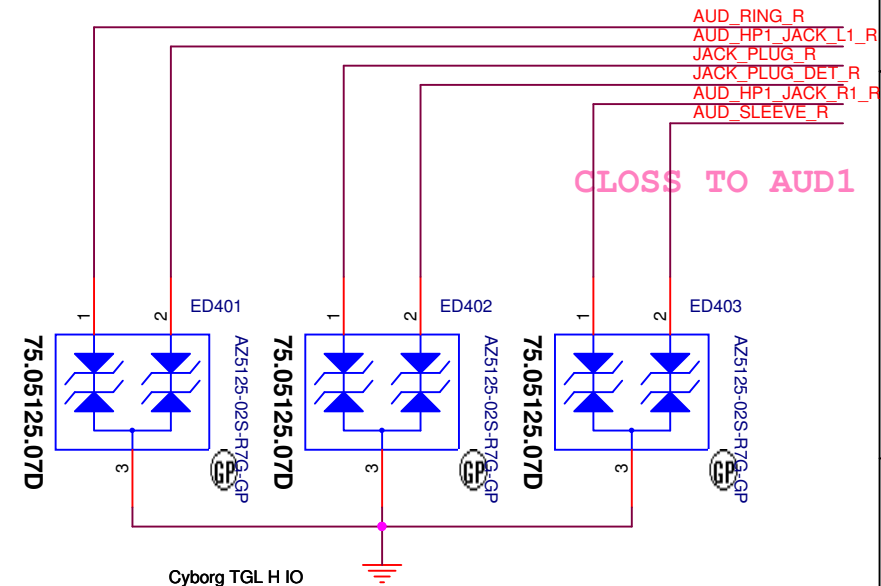 AUD_RING_R
AUD_HP1_JACK_L1_R
JACK_PLUG_R
JACK_PLUG_DET_R
AUD_HP1_JACK_R1_R
AUD_SLEEVE_R
CLOSS TO AUD1
1
2
ED401
75.05125.07D
AZ5125-02S-R7G-GP
3
GP
1
2
ED402
75.05125.07D
AZ5125-02S-R7G-GP
3
GP
1
2
ED403
75.05125.07D
AZ5125-02S-R7G-GP
3
GP
Cyborg TGL H IO